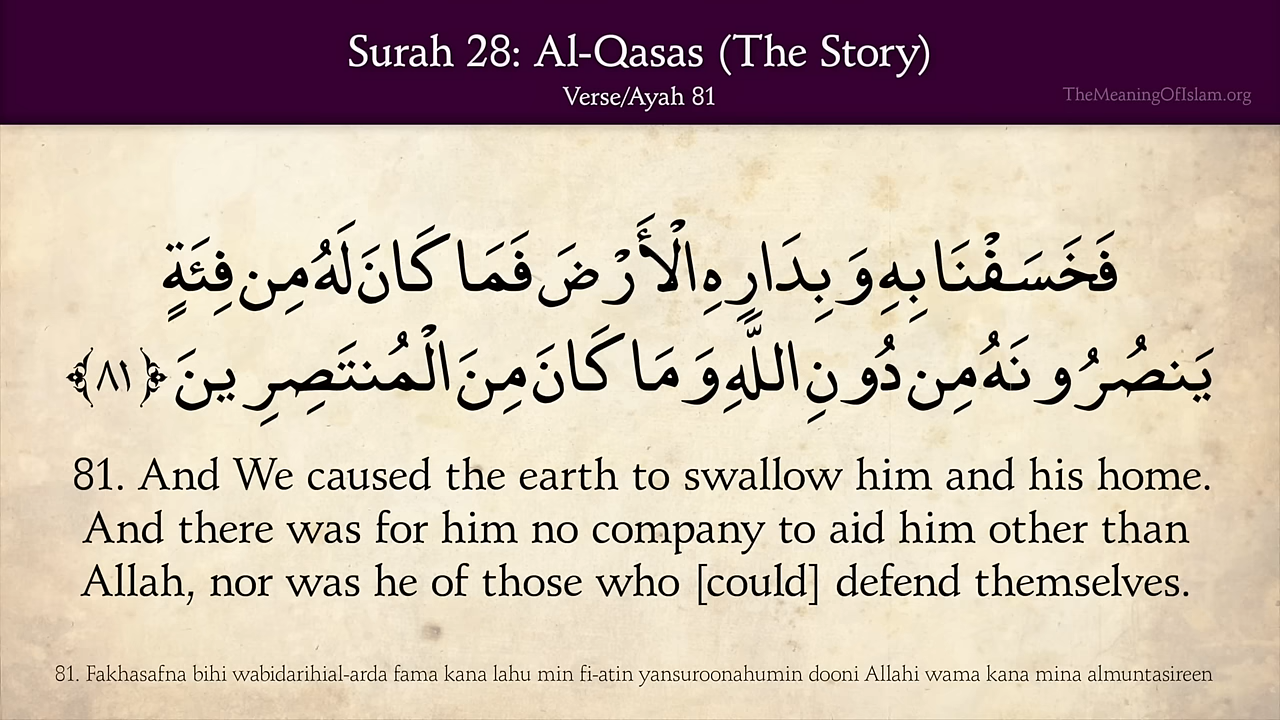 Surah 28: Al-Qasas (The Story)
Verse/Ayah 81
TheMeaningOfIslam.org
فَخَسَفْنَا بِهِ وَبِدَارِهِ الْأَرْضَ فَمَا كَانَ لَهُ مِن فِئَةٍ
يَنصُرُونَهُ مِن دُونِ اللَّهِ وَمَا كَانَ مِنَ الْمُنتَصِرِينَ ﴿٨١﴾
81. And We caused the earth to swallow him and his home.
And there was for him no company to aid him other than
Allah, nor was he of those who [could] defend themselves.
81. Fakhasafna bihi wabidarihial-arda fama kana lahu min fi-atin yansuroonahumin dooni Allahi wama kana mina almuntasireen